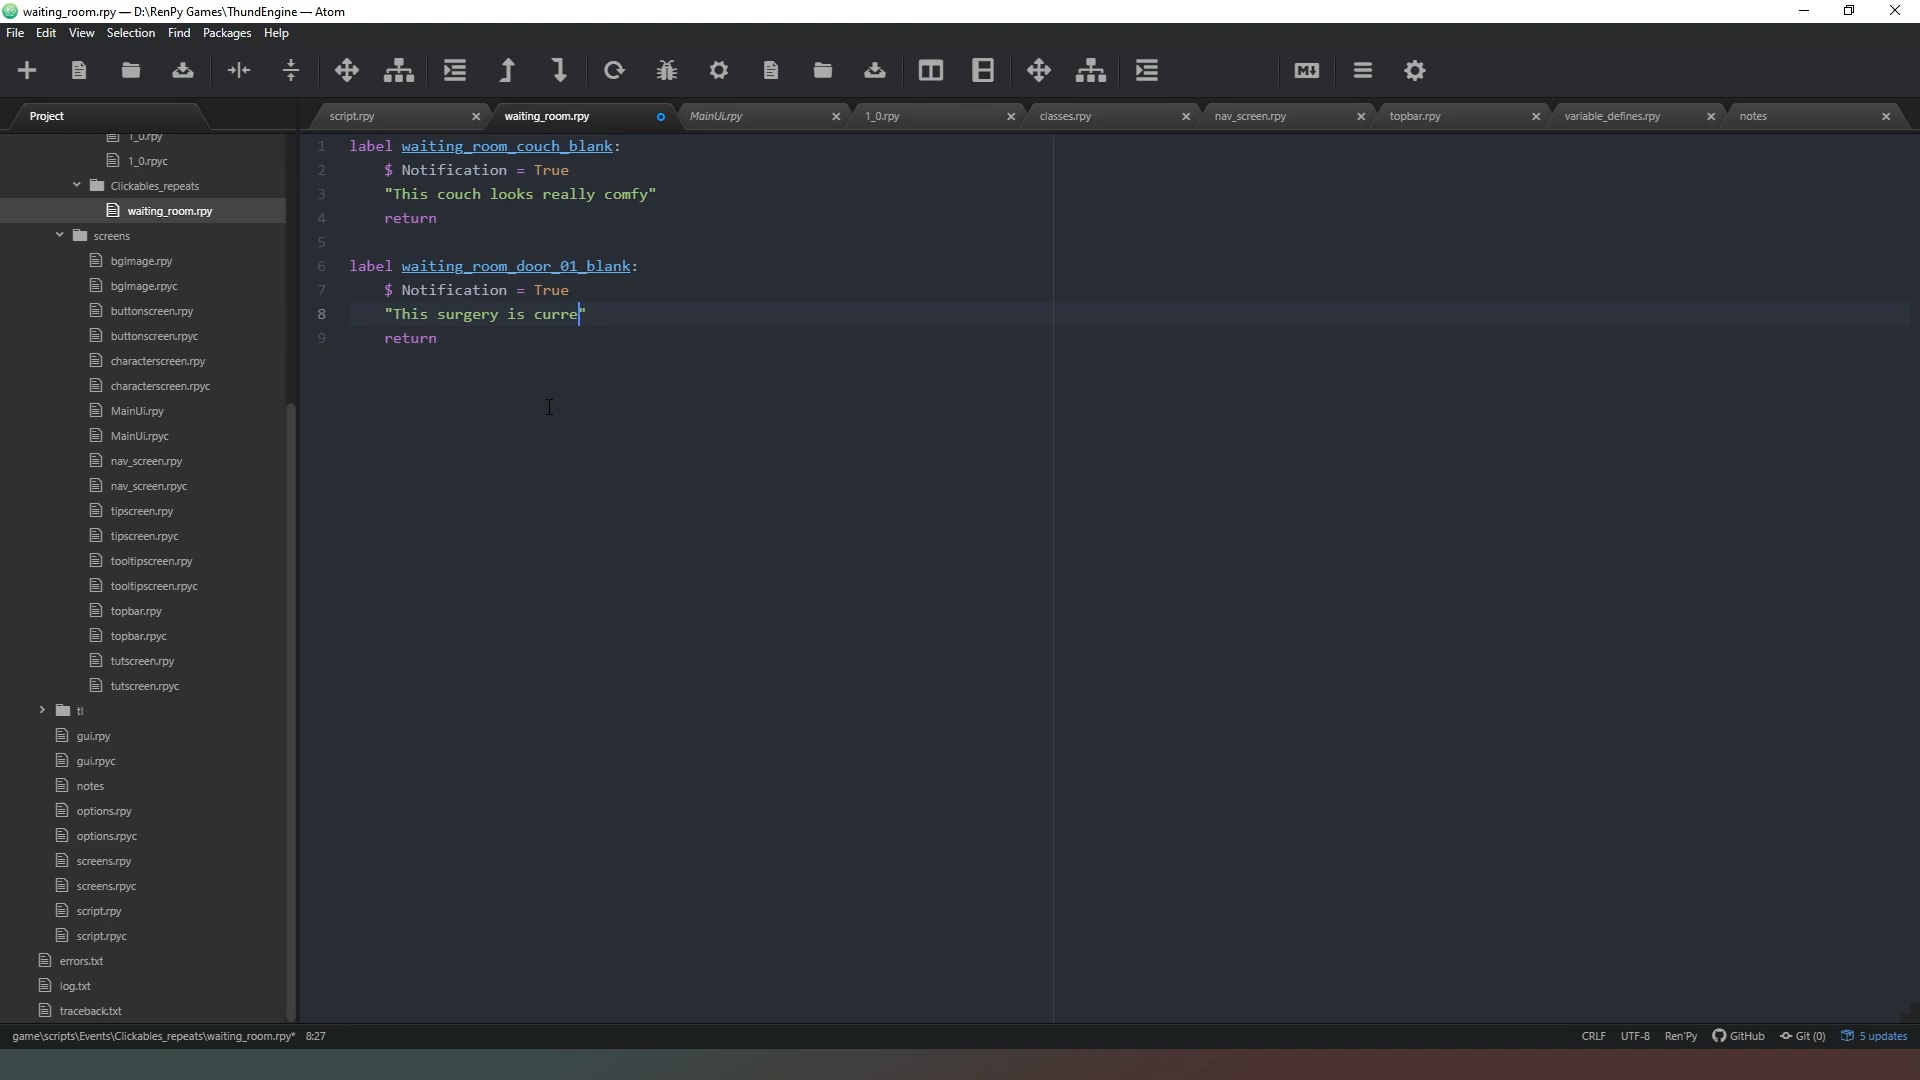 waiting_room.rpy — D:\RenPy Games\ThundEngine — Atom
File Edit View Selection Find Packages Help
Project
script.rpy waiting_room.rpy MainUi.rpy 1_0.rpy classes.rpy nav_screen.rpy topbar.rpy variable_defines.rpy notes
1_0.rpy
1_0.rpyc
Clickables_repeats
waiting_room.rpy
screens
bgImage.rpy
bgImage.rpyc
buttonscreen.rpy
buttonscreen.rpyc
characterscreen.rpy
characterscreen.rpyc
MainUi.rpy
MainUi.rpyc
nav_screen.rpy
nav_screen.rpyc
tipscreen.rpy
tipscreen.rpyc
tooltipscreen.rpy
tooltipscreen.rpyc
topbar.rpy
topbar.rpyc
tutscreen.rpy
tutscreen.rpyc
tl
gui.rpy
gui.rpyc
notes
options.rpy
options.rpyc
screens.rpy
screens.rpyc
script.rpy
script.rpyc
errors.txt
log.txt
traceback.txt
1 label waiting_room_couch_blank:
2 $ Notification = True
3 "This couch looks really comfy"
4 return
5
6 label waiting_room_door_01_blank:
7 $ Notification = True
8 "This surgery is curre"
9 return
game\scripts\Events\Clickables_repeats\waiting_room.rpy* 8:27
CRLF UTF-8 Ren'Py GitHub Git (0) 5 updates